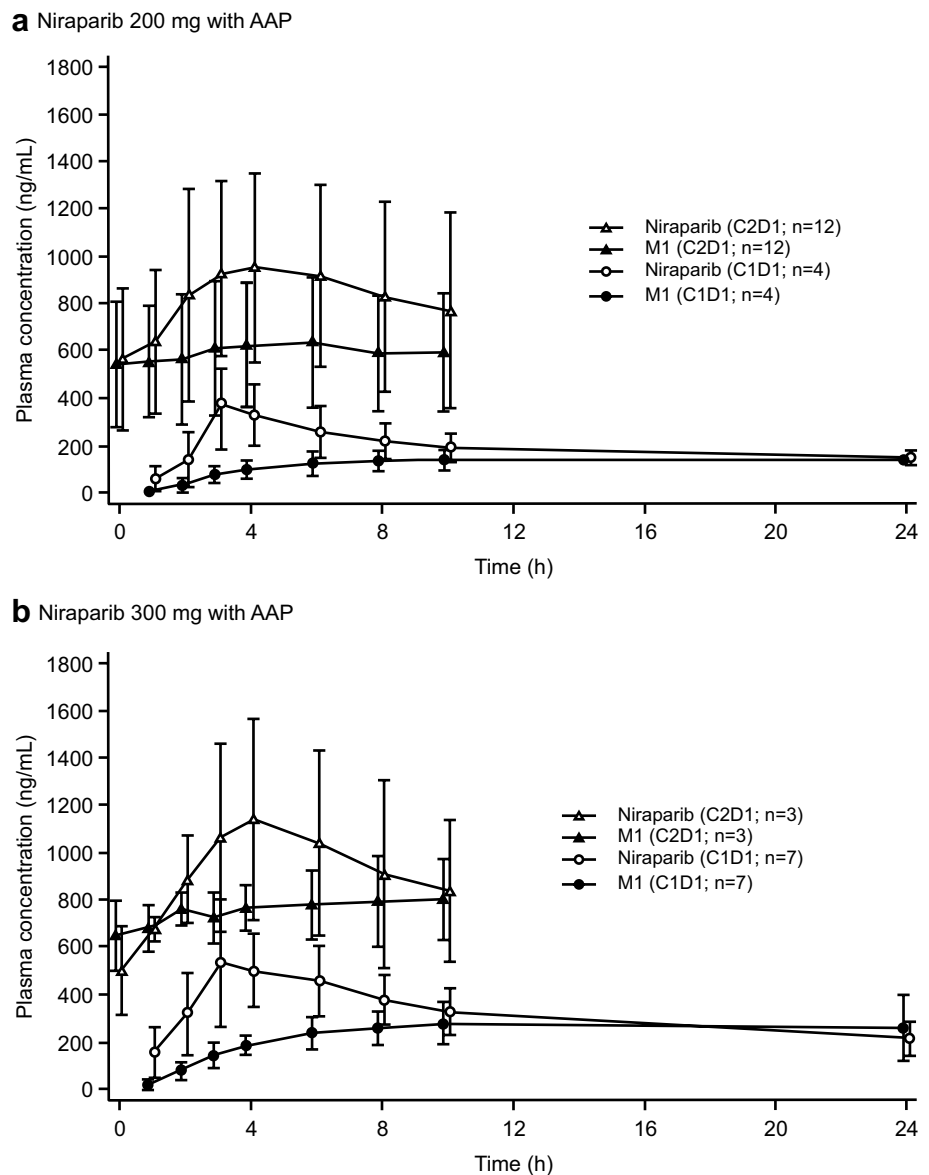 a Niraparib 200 mg with AAP
1800
1600
1400
1200
1000
800
600
400
200
0
Plasma concentration (ng/mL)
Niraparib (C2D1; n=12)
M1 (C2D1; n=12)
Niraparib (C1D1; n=4)
M1 (C1D1; n=4)
0 4 8 12 16 20 24
Time (h)
b Niraparib 300 mg with AAP
1800
1600
1400
1200
1000
800
600
400
200
0
Plasma concentration (ng/mL)
Niraparib (C2D1; n=3)
M1 (C2D1; n=3)
Niraparib (C1D1; n=7)
M1 (C1D1; n=7)
0 4 8 12 16 20 24
Time (h)